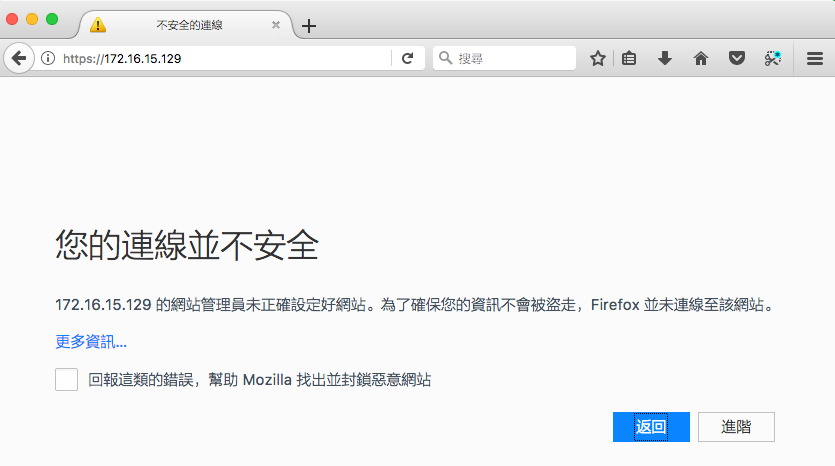 不安全的連線
https://172.16.15.129
搜尋
您的連線並不安全
172.16.15.129 的網站管理員未正確設定好網站。為了確保您的資訊不會被盜走，Firefox 並未連線至該網站。
更多資訊…
回報這類的錯誤，幫助 Mozilla 找出並封鎖惡意網站
返回
進階